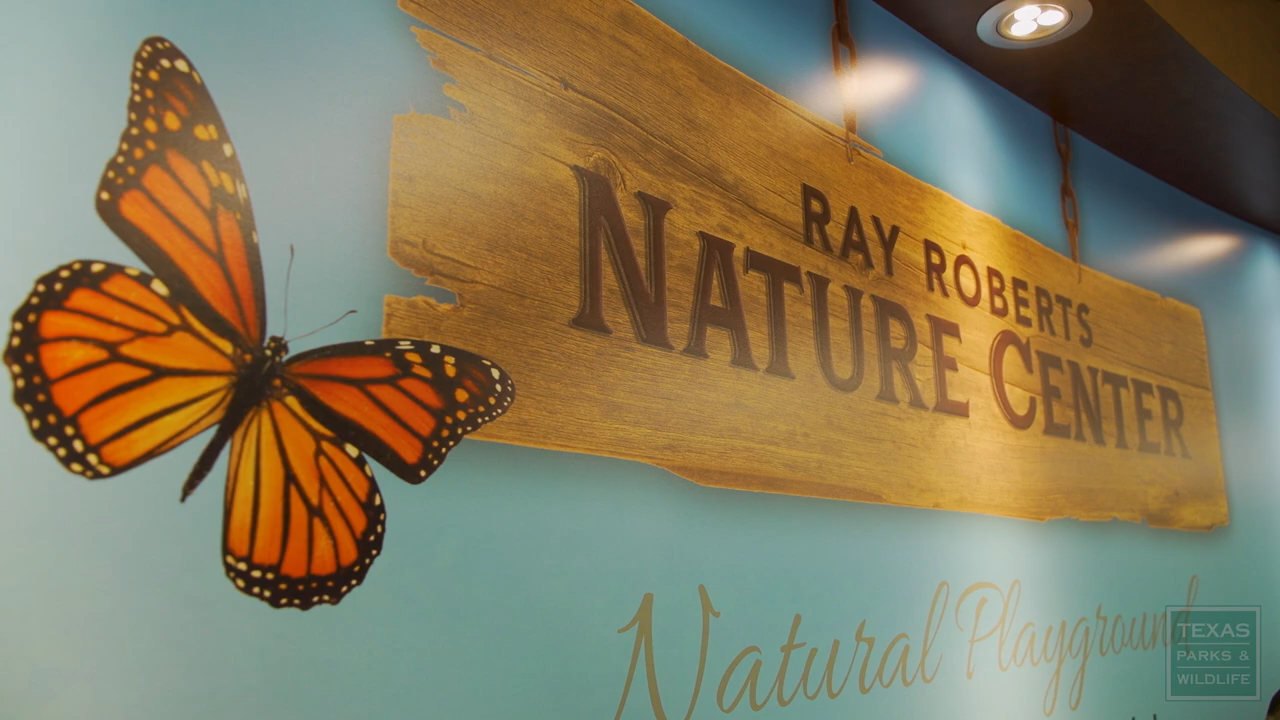 RAY ROBERTS
NATURE CENTER
Natural Playground
TEXAS
PARKS &
WILDLIFE